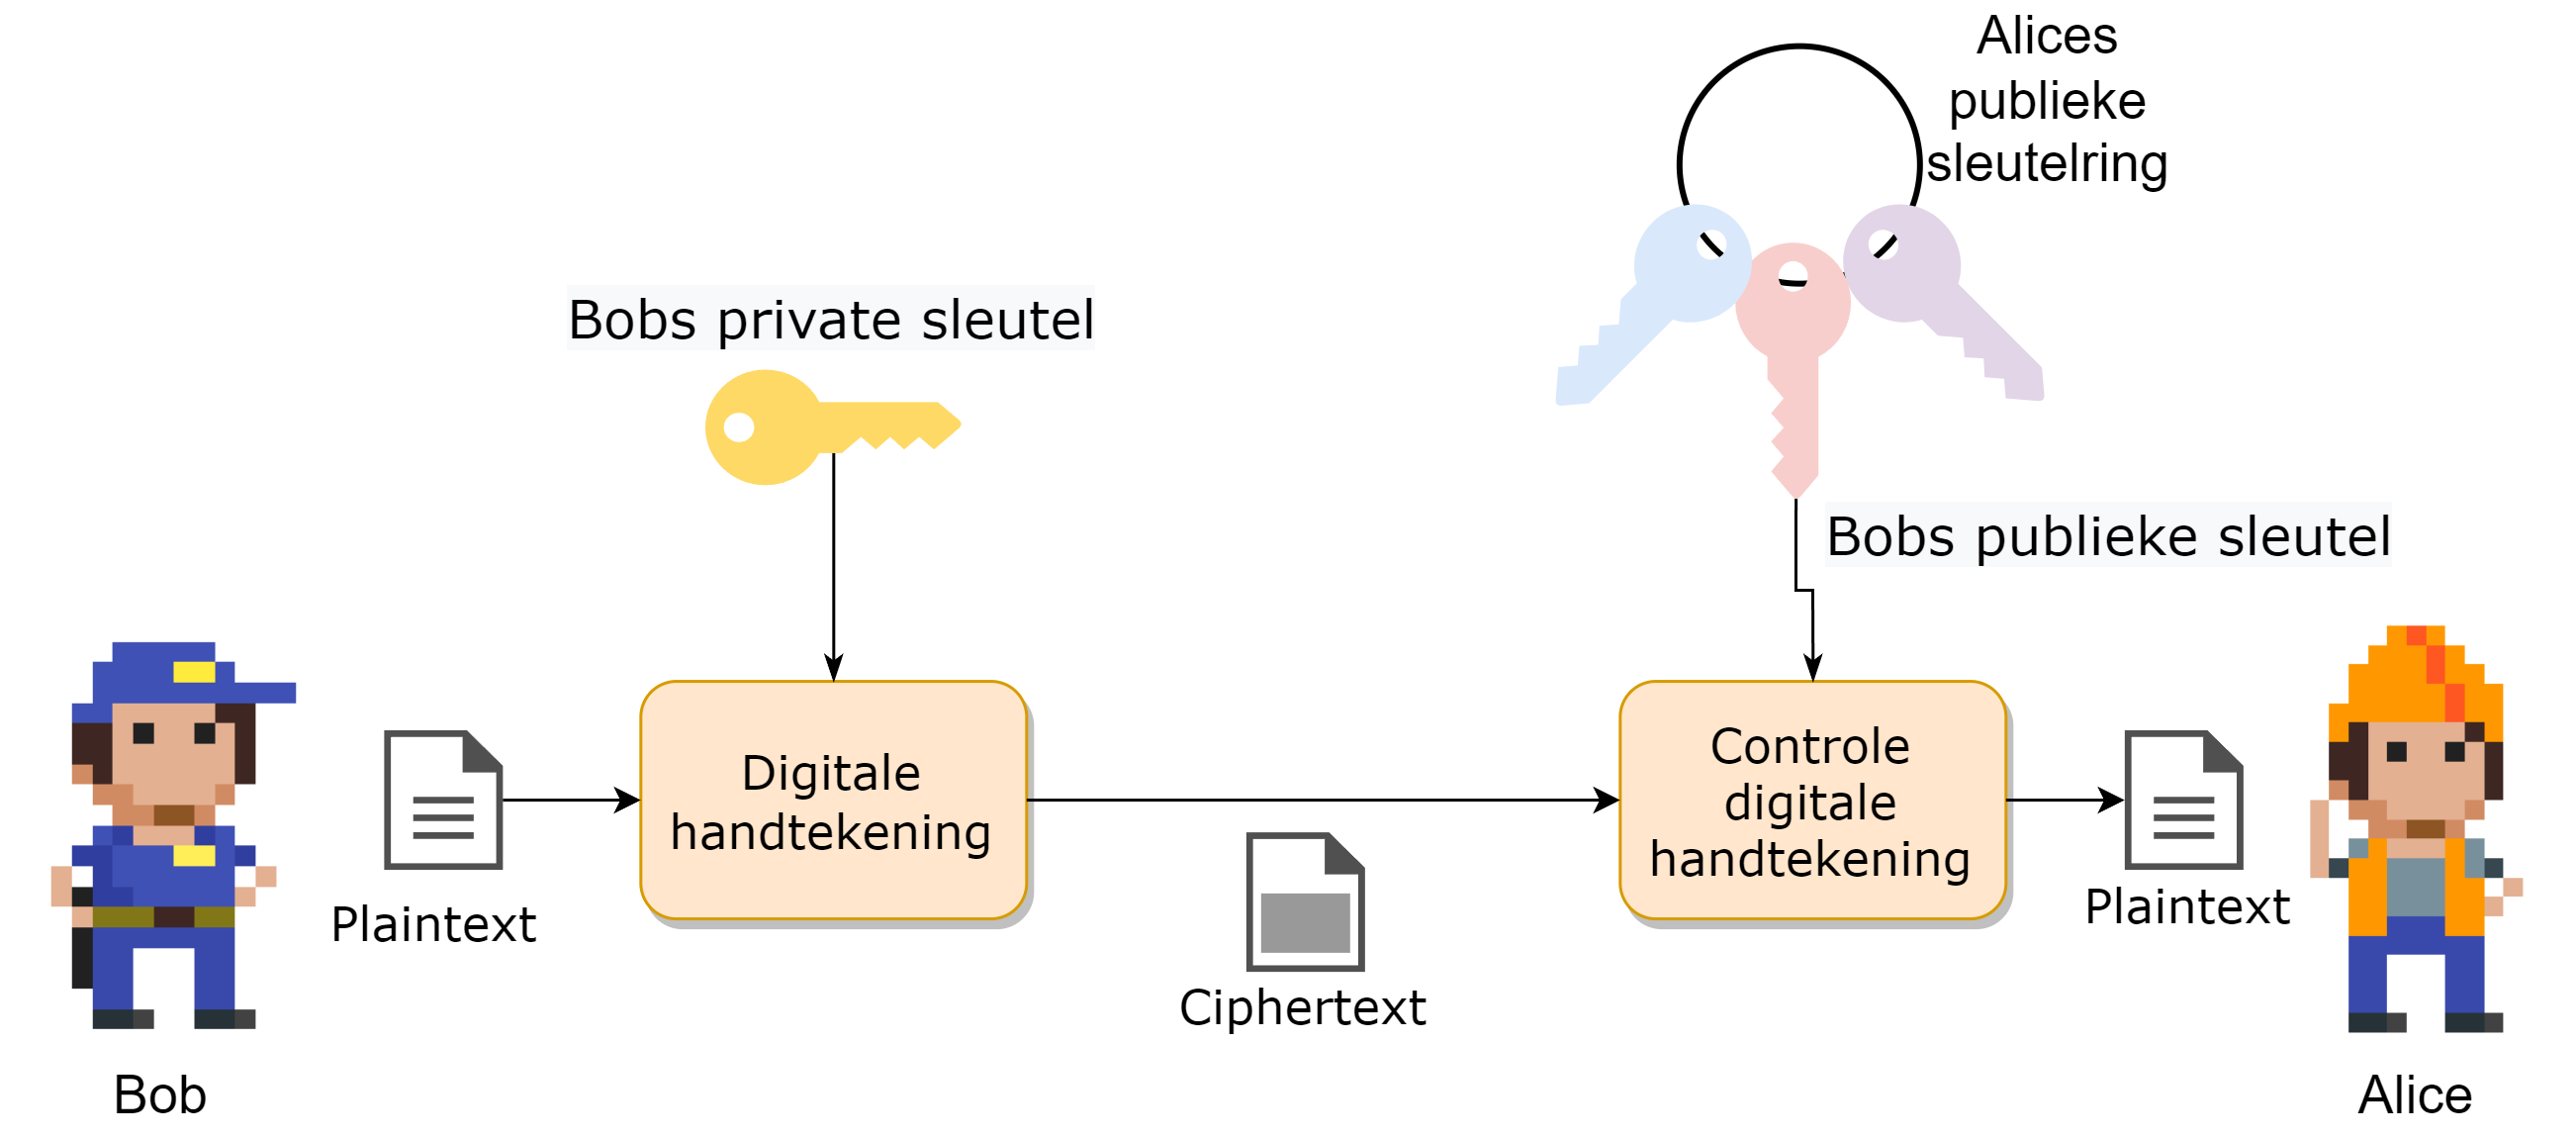 Alices
publieke
sleutelring
Bobs private sleutel
Bobs publieke sleutel
Digitale
handtekening
Controle
digitale
handtekening
Plaintext
Plaintext
Ciphertext
Bob
Alice